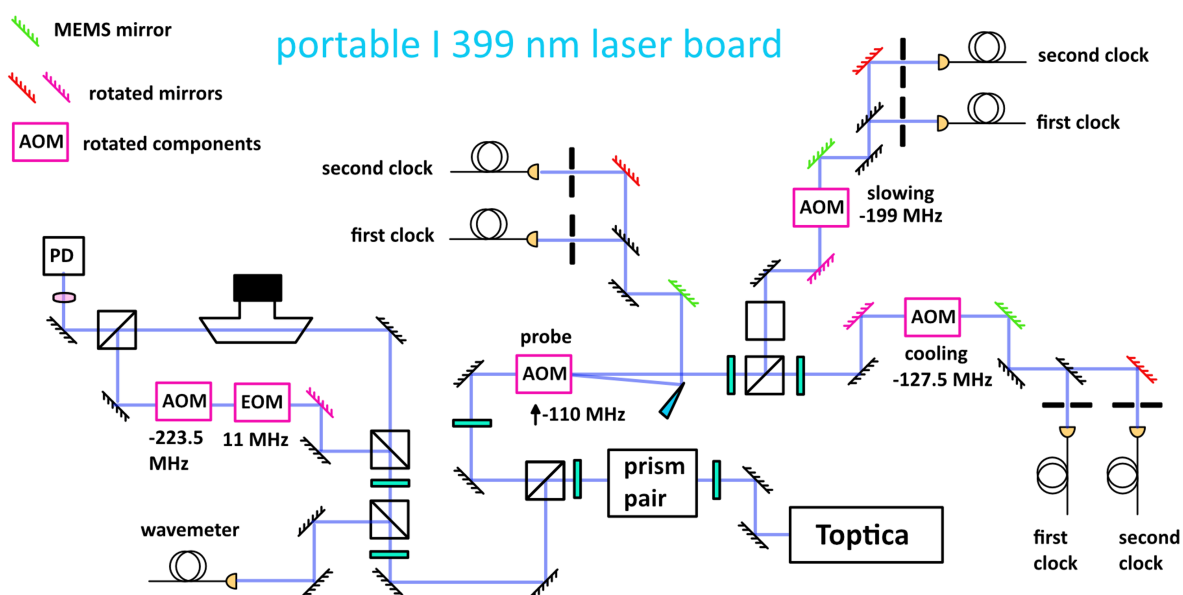 portable I 399 nm laser board
MEMS mirror
rotated mirrors
AOM
rotated components
second clock
first clock
second clock
first clock
AOM
slowing
-199 MHz
PD
AOM
-223.5
MHz
EOM
11 MHz
probe
AOM
-110 MHz
AOM
cooling
-127.5 MHz
prism
pair
Toptica
wavemeter
first
clock
second
clock